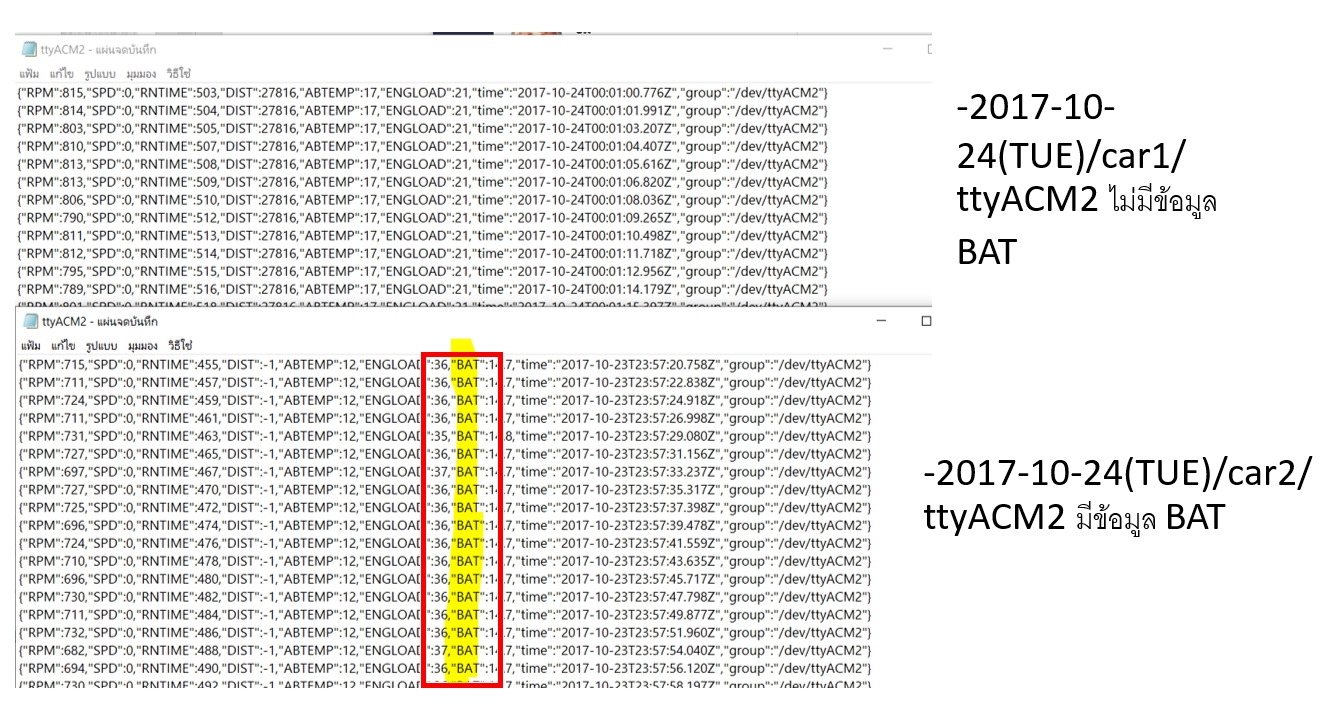 ttyACM2 - แผ่นจดบันทึก
แฟ้ม แก้ไข รูปแบบ มุมมอง วิธีใช้
{"RPM":815,"SPD":0,"RNTIME":503,"DIST":27816,"ABTEMP":17,"ENGLOAD":21,"time":"2017-10-24T00:01:00.776Z","group":"/dev/ttyACM2"}
{"RPM":814,"SPD":0,"RNTIME":504,"DIST":27816,"ABTEMP":17,"ENGLOAD":21,"time":"2017-10-24T00:01:01.991Z","group":"/dev/ttyACM2"}
{"RPM":803,"SPD":0,"RNTIME":505,"DIST":27816,"ABTEMP":17,"ENGLOAD":21,"time":"2017-10-24T00:01:03.207Z","group":"/dev/ttyACM2"}
{"RPM":810,"SPD":0,"RNTIME":507,"DIST":27816,"ABTEMP":17,"ENGLOAD":21,"time":"2017-10-24T00:01:04.407Z","group":"/dev/ttyACM2"}
{"RPM":813,"SPD":0,"RNTIME":508,"DIST":27816,"ABTEMP":17,"ENGLOAD":21,"time":"2017-10-24T00:01:05.616Z","group":"/dev/ttyACM2"}
{"RPM":813,"SPD":0,"RNTIME":509,"DIST":27816,"ABTEMP":17,"ENGLOAD":21,"time":"2017-10-24T00:01:06.820Z","group":"/dev/ttyACM2"}
{"RPM":806,"SPD":0,"RNTIME":510,"DIST":27816,"ABTEMP":17,"ENGLOAD":21,"time":"2017-10-24T00:01:08.036Z","group":"/dev/ttyACM2"}
{"RPM":790,"SPD":0,"RNTIME":512,"DIST":27816,"ABTEMP":17,"ENGLOAD":21,"time":"2017-10-24T00:01:09.265Z","group":"/dev/ttyACM2"}
{"RPM":811,"SPD":0,"RNTIME":513,"DIST":27816,"ABTEMP":17,"ENGLOAD":21,"time":"2017-10-24T00:01:10.498Z","group":"/dev/ttyACM2"}
{"RPM":812,"SPD":0,"RNTIME":514,"DIST":27816,"ABTEMP":17,"ENGLOAD":21,"time":"2017-10-24T00:01:11.718Z","group":"/dev/ttyACM2"}
{"RPM":795,"SPD":0,"RNTIME":515,"DIST":27816,"ABTEMP":17,"ENGLOAD":21,"time":"2017-10-24T00:01:12.956Z","group":"/dev/ttyACM2"}
{"RPM":789,"SPD":0,"RNTIME":516,"DIST":27816,"ABTEMP":17,"ENGLOAD":21,"time":"2017-10-24T00:01:14.179Z","group":"/dev/ttyACM2"}
-2017-10-
24(TUE)/car1/
ttyACM2 ไม่มีข้อมูล
BAT
ttyACM2 - แผ่นจดบันทึก
แฟ้ม แก้ไข รูปแบบ มุมมอง วิธีใช้
{"RPM":715,"SPD":0,"RNTIME":455,"DIST":-1,"ABTEMP":12,"ENGLOAD":36,"BAT":14.7,"time":"2017-10-23T23:57:20.758Z","group":"/dev/ttyACM2"}
{"RPM":711,"SPD":0,"RNTIME":457,"DIST":-1,"ABTEMP":12,"ENGLOAD":36,"BAT":14.7,"time":"2017-10-23T23:57:22.838Z","group":"/dev/ttyACM2"}
{"RPM":724,"SPD":0,"RNTIME":459,"DIST":-1,"ABTEMP":12,"ENGLOAD":36,"BAT":14.7,"time":"2017-10-23T23:57:24.918Z","group":"/dev/ttyACM2"}
{"RPM":711,"SPD":0,"RNTIME":461,"DIST":-1,"ABTEMP":12,"ENGLOAD":36,"BAT":14.7,"time":"2017-10-23T23:57:26.998Z","group":"/dev/ttyACM2"}
{"RPM":731,"SPD":0,"RNTIME":463,"DIST":-1,"ABTEMP":12,"ENGLOAD":35,"BAT":14.8,"time":"2017-10-23T23:57:29.080Z","group":"/dev/ttyACM2"}
{"RPM":727,"SPD":0,"RNTIME":465,"DIST":-1,"ABTEMP":12,"ENGLOAD":36,"BAT":14.7,"time":"2017-10-23T23:57:31.156Z","group":"/dev/ttyACM2"}
{"RPM":697,"SPD":0,"RNTIME":467,"DIST":-1,"ABTEMP":12,"ENGLOAD":37,"BAT":14.7,"time":"2017-10-23T23:57:33.237Z","group":"/dev/ttyACM2"}
{"RPM":727,"SPD":0,"RNTIME":470,"DIST":-1,"ABTEMP":12,"ENGLOAD":36,"BAT":14.7,"time":"2017-10-23T23:57:35.317Z","group":"/dev/ttyACM2"}
{"RPM":725,"SPD":0,"RNTIME":472,"DIST":-1,"ABTEMP":12,"ENGLOAD":36,"BAT":14.7,"time":"2017-10-23T23:57:37.398Z","group":"/dev/ttyACM2"}
{"RPM":696,"SPD":0,"RNTIME":474,"DIST":-1,"ABTEMP":12,"ENGLOAD":36,"BAT":14.7,"time":"2017-10-23T23:57:39.478Z","group":"/dev/ttyACM2"}
{"RPM":724,"SPD":0,"RNTIME":476,"DIST":-1,"ABTEMP":12,"ENGLOAD":36,"BAT":14.7,"time":"2017-10-23T23:57:41.559Z","group":"/dev/ttyACM2"}
{"RPM":710,"SPD":0,"RNTIME":478,"DIST":-1,"ABTEMP":12,"ENGLOAD":36,"BAT":14.7,"time":"2017-10-23T23:57:43.635Z","group":"/dev/ttyACM2"}
{"RPM":696,"SPD":0,"RNTIME":480,"DIST":-1,"ABTEMP":12,"ENGLOAD":36,"BAT":14.7,"time":"2017-10-23T23:57:45.717Z","group":"/dev/ttyACM2"}
{"RPM":730,"SPD":0,"RNTIME":482,"DIST":-1,"ABTEMP":12,"ENGLOAD":36,"BAT":14.7,"time":"2017-10-23T23:57:47.798Z","group":"/dev/ttyACM2"}
{"RPM":711,"SPD":0,"RNTIME":484,"DIST":-1,"ABTEMP":12,"ENGLOAD":36,"BAT":14.7,"time":"2017-10-23T23:57:49.877Z","group":"/dev/ttyACM2"}
{"RPM":732,"SPD":0,"RNTIME":486,"DIST":-1,"ABTEMP":12,"ENGLOAD":36,"BAT":14.7,"time":"2017-10-23T23:57:51.960Z","group":"/dev/ttyACM2"}
{"RPM":682,"SPD":0,"RNTIME":488,"DIST":-1,"ABTEMP":12,"ENGLOAD":37,"BAT":14.7,"time":"2017-10-23T23:57:54.040Z","group":"/dev/ttyACM2"}
{"RPM":694,"SPD":0,"RNTIME":490,"DIST":-1,"ABTEMP":12,"ENGLOAD":36,"BAT":14.7,"time":"2017-10-23T23:57:56.120Z","group":"/dev/ttyACM2"}
-2017-10-24(TUE)/car2/
ttyACM2 มีข้อมูล BAT